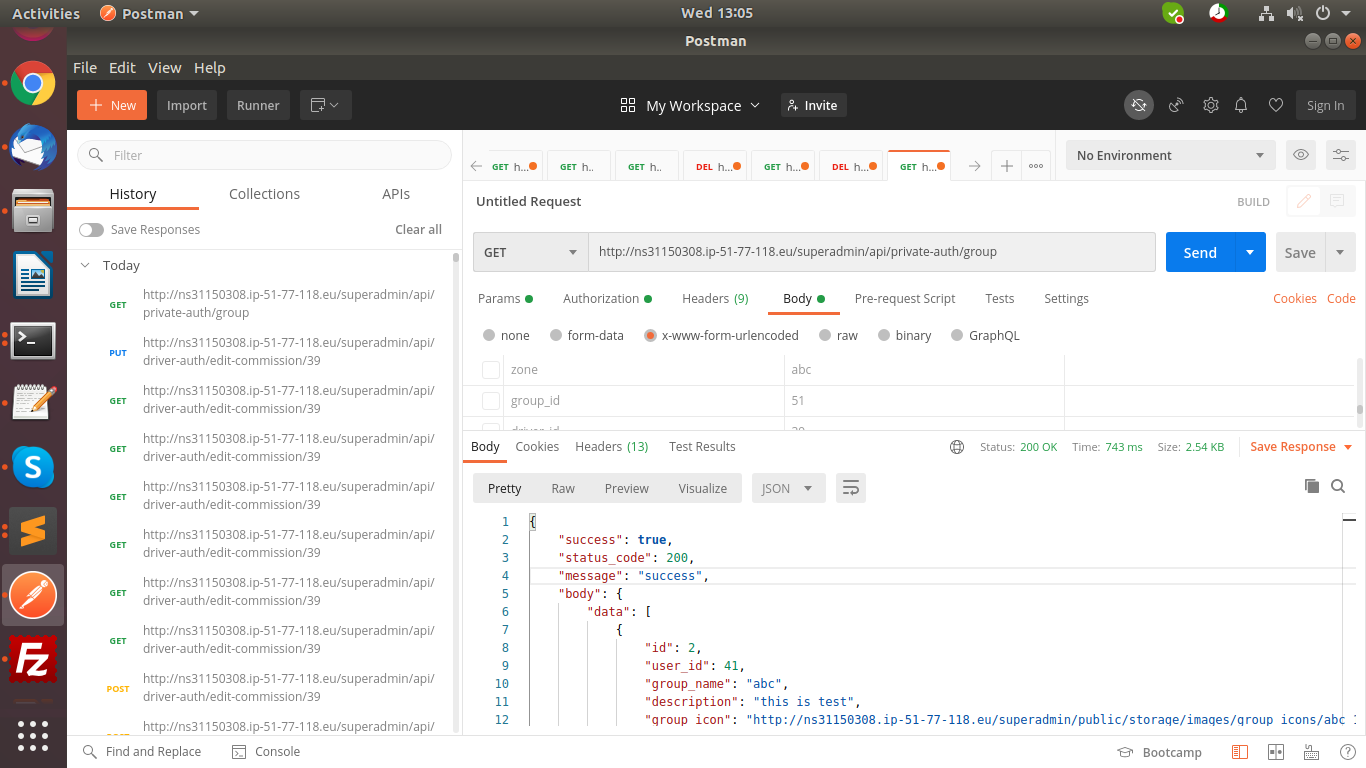 Activities Postman Wed 13:05
Postman
File Edit View Help
New Import Runner My Workspace Invite Sign In
Filter
History Collections APIs
Save Responses Clear all
Today
GET http://ns31150308.ip-51-77-118.eu/superadmin/api/
private-auth/group
PUT http://ns31150308.ip-51-77-118.eu/superadmin/api/
driver-auth/edit-commission/39
GET http://ns31150308.ip-51-77-118.eu/superadmin/api/
driver-auth/edit-commission/39
GET http://ns31150308.ip-51-77-118.eu/superadmin/api/
driver-auth/edit-commission/39
GET http://ns31150308.ip-51-77-118.eu/superadmin/api/
driver-auth/edit-commission/39
GET http://ns31150308.ip-51-77-118.eu/superadmin/api/
driver-auth/edit-commission/39
GET http://ns31150308.ip-51-77-118.eu/superadmin/api/
driver-auth/edit-commission/39
GET http://ns31150308.ip-51-77-118.eu/superadmin/api/
driver-auth/edit-commission/39
POST http://ns31150308.ip-51-77-118.eu/superadmin/api/
driver-auth/edit-commission/39
http://ns31150308.ip-51-77-118.eu/superadmin/api/
GET h... GET h.. GET h.. DEL h... GET h... DEL h... GET h... No Environment
Untitled Request BUILD
GET http://ns31150308.ip-51-77-118.eu/superadmin/api/private-auth/group Send Save
Params Authorization Headers (9) Body Pre-request Script Tests Settings Cookies Code
none form-data x-www-form-urlencoded raw binary GraphQL
zone abc
group_id 51
Body Cookies Headers (13) Test Results Status: 200 OK Time: 743 ms Size: 2.54 KB Save Response
Pretty Raw Preview Visualize JSON
1 {
2 "success": true,
3 "status_code": 200,
4 "message": "success",
5 "body": {
6 "data": [
7 {
8 "id": 2,
9 "user_id": 41,
10 "group_name": "abc",
11 "description": "this is test",
12 "group_icon": "http://ns31150308.ip-51-77-118.eu/superadmin/public/storage/images/group_icons/abc_1
Find and Replace Console Bootcamp